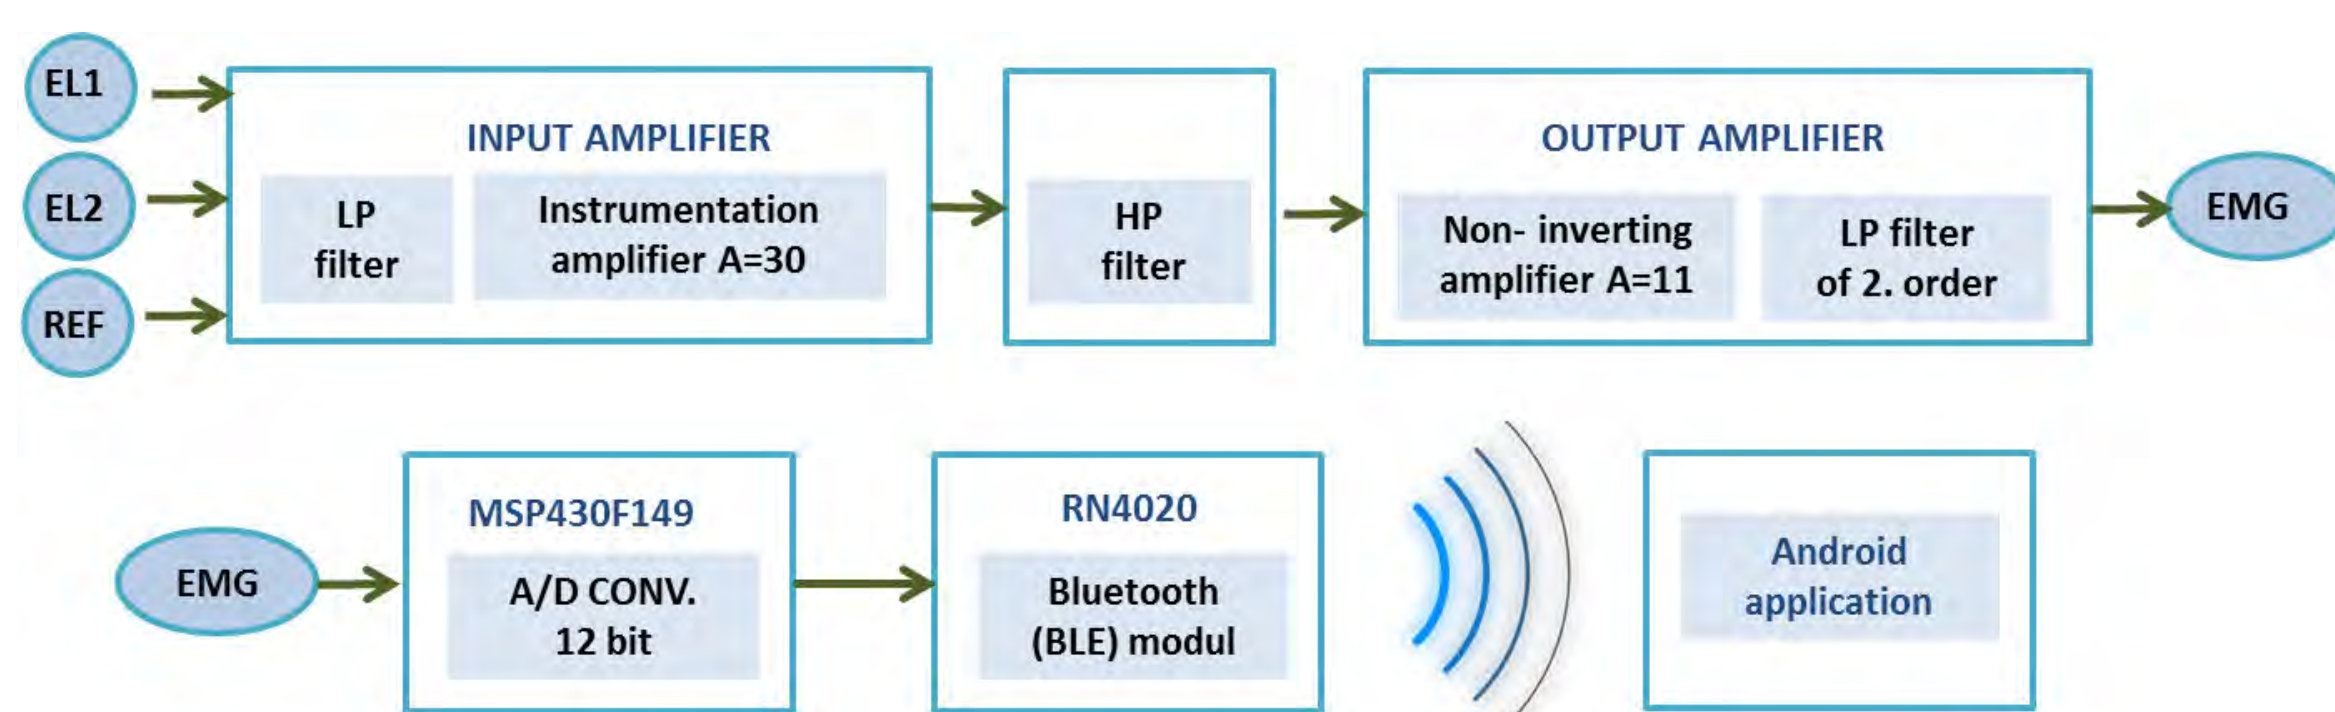 EL1
EL2
REF
INPUT AMPLIFIER
LP
filter
Instrumentation
amplifier A=30
HP
filter
OUTPUT AMPLIFIER
Non- inverting
amplifier A=11
LP filter
of 2. order
EMG
EMG
MSP430F149
A/D CONV.
12 bit
RN4020
Bluetooth
(BLE) modul
Android
application